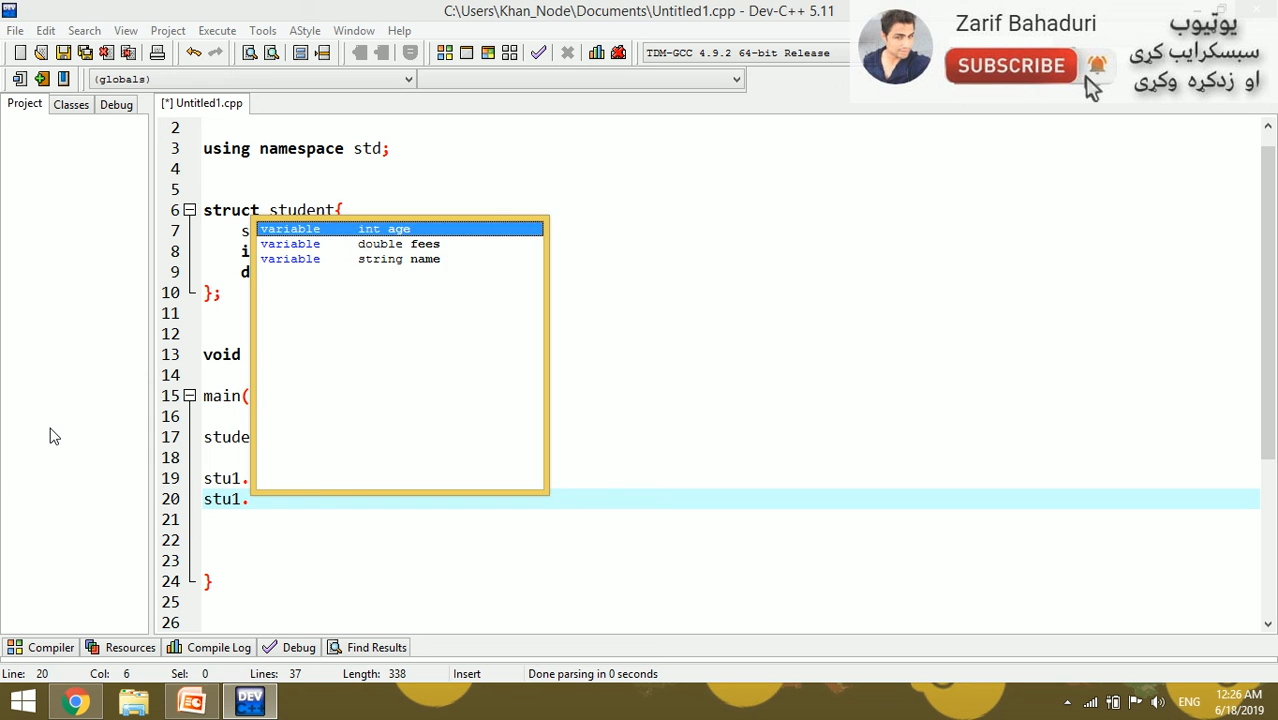 C:\Users\Khan_Node\Documents\Untitled1.cpp - Dev-C++ 5.11
File Edit Search View Project Execute Tools AStyle Window Help
TDM-GCC 4.9.2 64-bit Release
Zarif Bahaduri
SUBSCRIBE
یوټیوب
سبسکرایب کړی
او زدکړه وکړی
(globals)
Project Classes Debug
[*] Untitled1.cpp
2
3 using namespace std;
4
5
6 struct student{
7 s
8 i
9 d
10 };
11
12
13 void
14
15 main(
16
17 stude
18
19 stu1.
20 stu1.
21
22
23
24 }
25
26
variable int age
variable double fees
variable string name
Compiler Resources Compile Log Debug Find Results
Line: 20 Col: 6 Sel: 0 Lines: 37 Length: 338 Insert Done parsing in 0 seconds
DEV
ENG
12:26 AM
6/18/2019